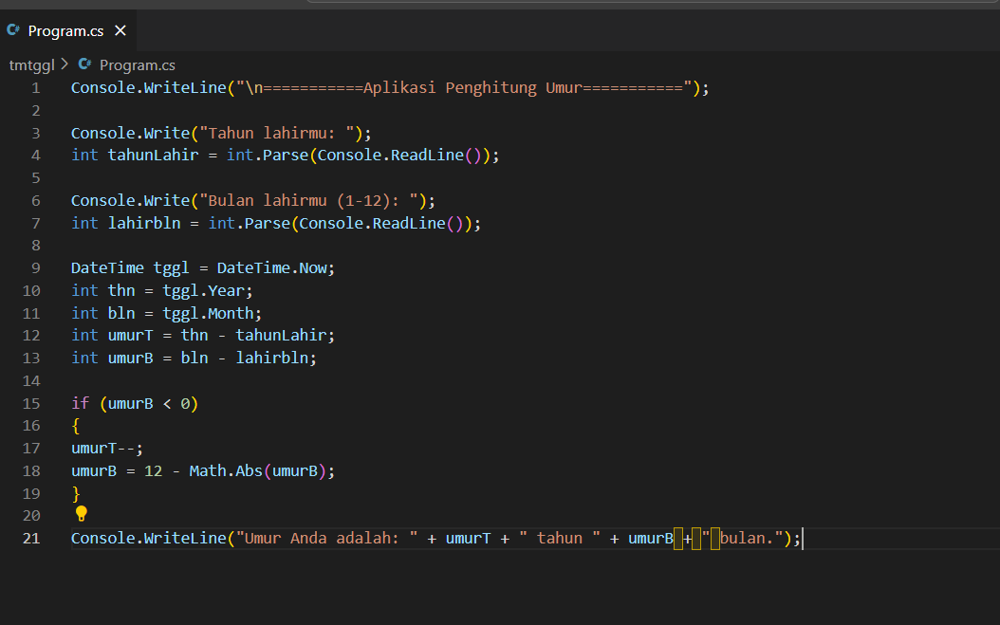 C# Program.cs ×
tmtggl > C# Program.cs
1 Console.WriteLine("\n===========Aplikasi Penghitung Umur===========");
2
3 Console.Write("Tahun lahirmu: ");
4 int tahunLahir = int.Parse(Console.ReadLine());
5
6 Console.Write("Bulan lahirmu (1-12): ");
7 int lahirbln = int.Parse(Console.ReadLine());
8
9 DateTime tggl = DateTime.Now;
10 int thn = tggl.Year;
11 int bln = tggl.Month;
12 int umurT = thn - tahunLahir;
13 int umurB = bln - lahirbln;
14
15 if (umurB < 0)
16 {
17 umurT--;
18 umurB = 12 - Math.Abs(umurB);
19 }
20
21 Console.WriteLine("Umur Anda adalah: " + umurT + " tahun " + umurB + " bulan.");